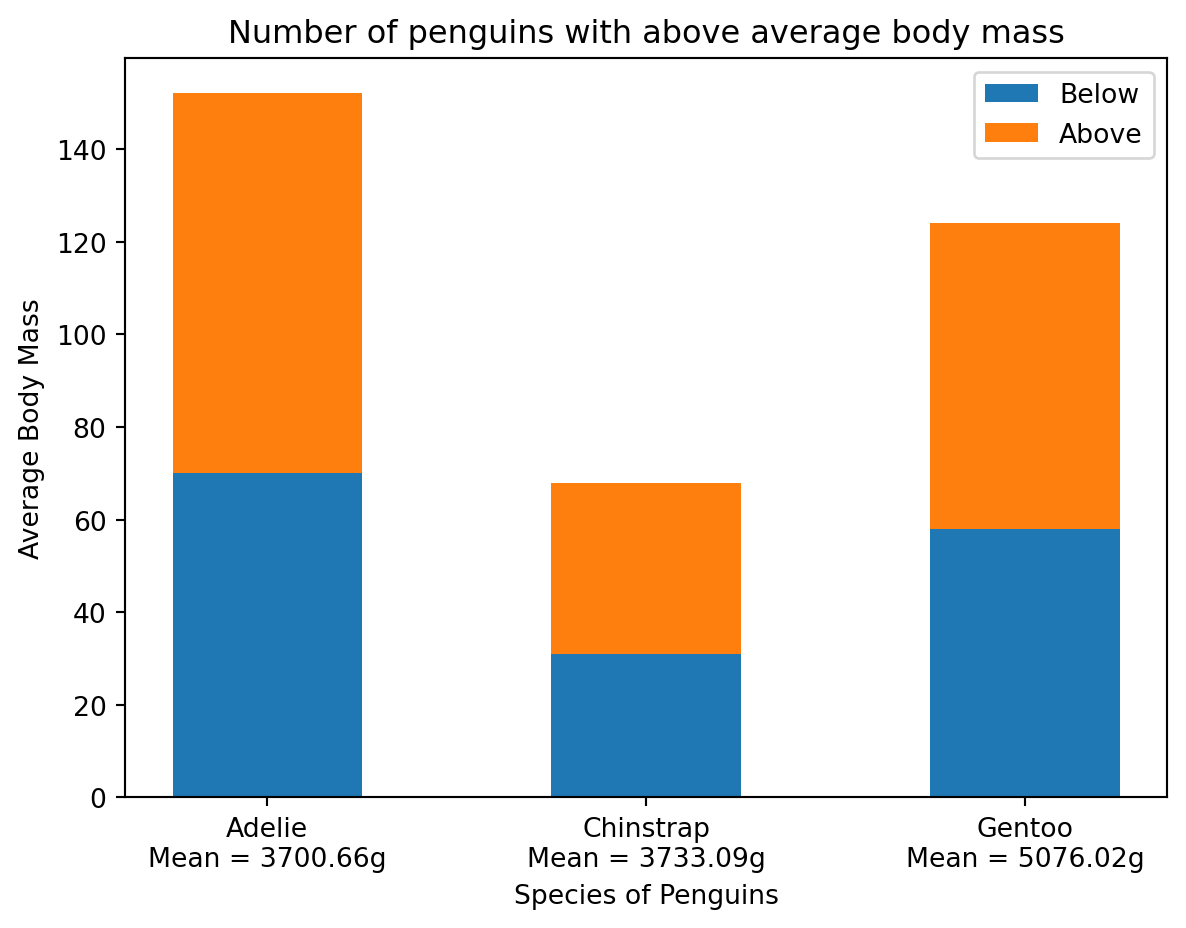 Number of penguins with above average body mass
Below
Above
Average Body Mass
140
120
100
80
60
40
20
0
Adelie
Mean = 3700.66g
Chinstrap
Mean = 3733.09g
Gentoo
Mean = 5076.02g
Species of Penguins